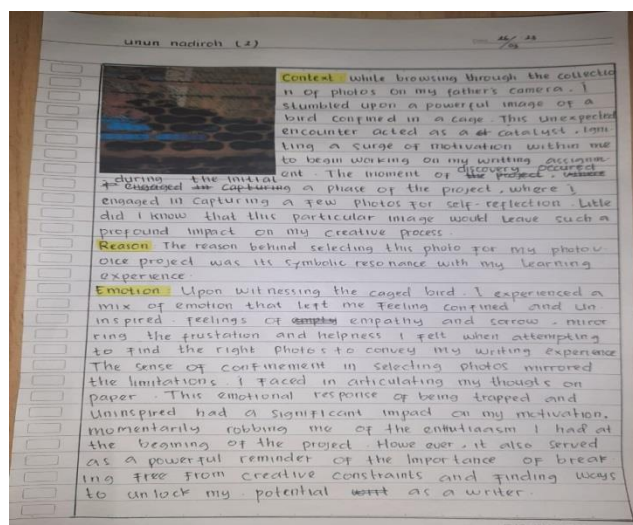 unun nadiroh (2)
26/03 23
Context : While browsing through the collectio
n of photos on my father's camera. I
stumbled upon a powerful image of a
bird confined in a cage. This unexpected
encounter acted as a catalyst, igni
ting a surge of motivation within me
to begin working on my writing assignm
ent. The moment of discovery occured
during the initial
phase of the project, where I
engaged in capturing a few photos for self-reflection. Little
did I know that this particular image would leave such a
profound impact on my creative process.
Reason The reason behind selecting this photo for my photov
oice project was its symbolic resonance with my learning
experience.
Emotion : Upon witnessing the caged bird. I experienced a
mix of emotion that left me feeling confined and un
inspired. feelings of empathy and sorrow, mirror
ring the frustation and helpness I felt when attempting
to find the right photos to convey my writing experience
The sense of confinement in selecting photos mirrored
the limitations I faced in articulating my thoughs on
paper. This emotional response of being trapped and
uninspired had a significant impact on my motivation,
momentarily robbing me of the enthutiaasm I had at
the begining of the project. Howe ever, it also served
as a powerful reminder of the importance of break
ing free from creative constraints and finding ways
to unlock my potential as a writer.